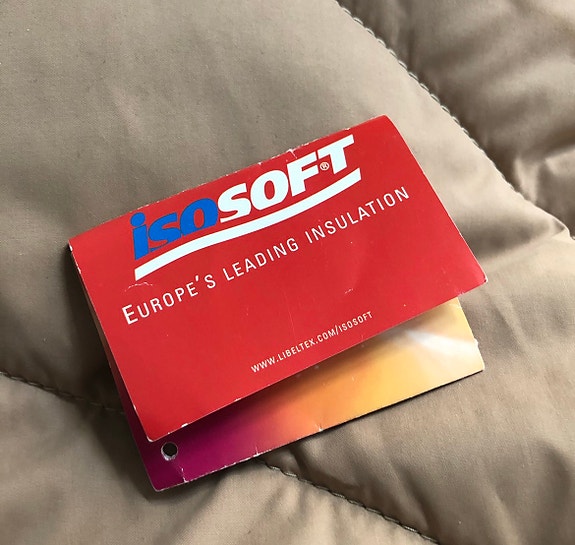 isoSOFT®
EUROPE'S LEADING INSULATION
WWW.LIBELTEX.COM/ISOSOFT